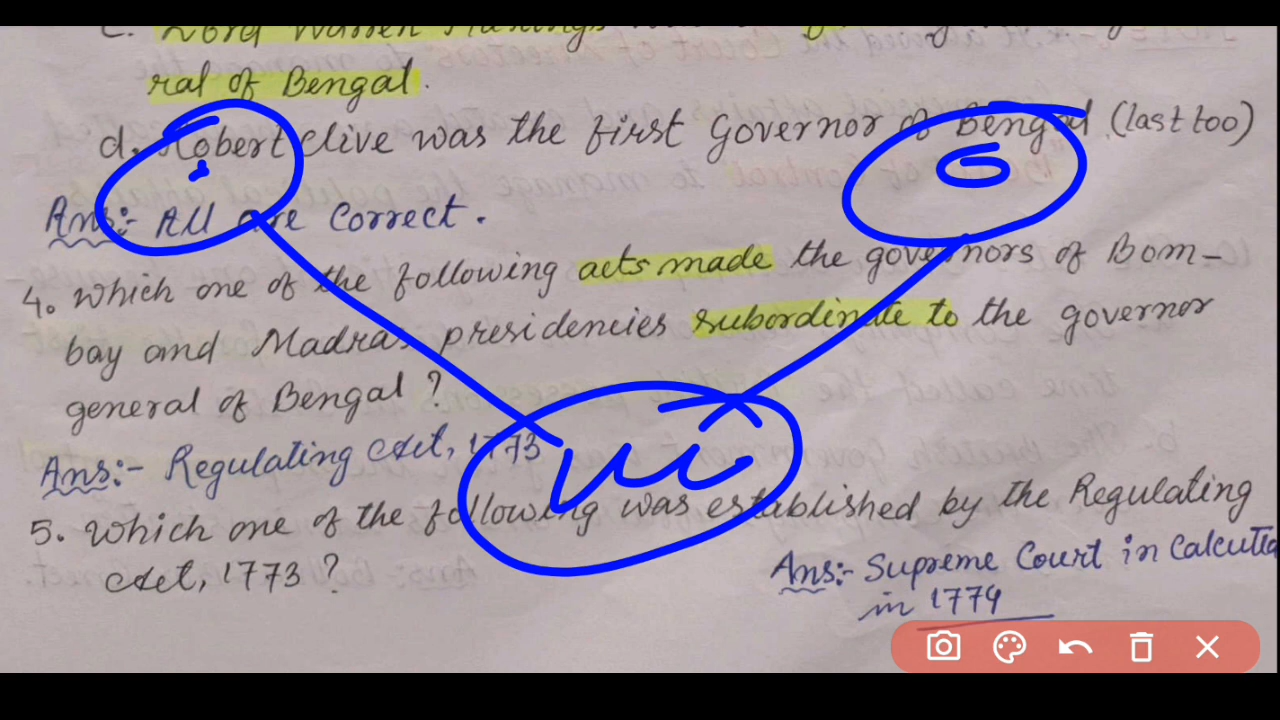 c. Lord Warren Hastings
ral of Bengal.
d. Robert Clive was the first Governor of Bengal (last too)
Ans:- All are Correct.
4. Which one of the following acts made the governors of Bom-
bay and Madras presidencies subordinate to the governor
general of Bengal?
Ans:- Regulating Act, 1773
5. Which one of the following was established by the Regulating
Act, 1773?
Ans:- Supreme Court in Calcutta
in 1774